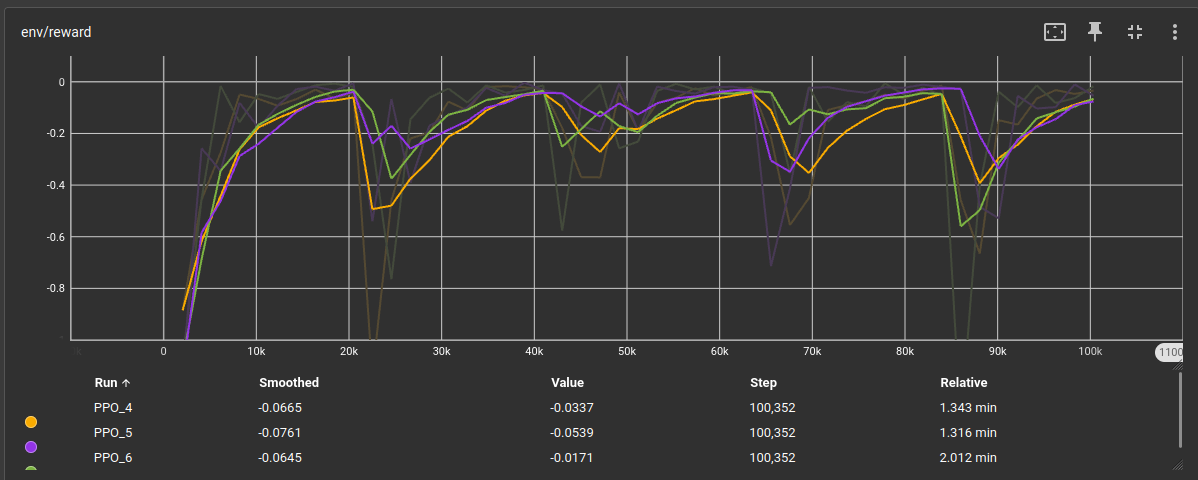 env/reward
0
-0.2
-0.4
-0.6
-0.8
0 10k 20k 30k 40k 50k 60k 70k 80k 90k 100k 1100
Run ↑ Smoothed Value Step Relative
PPO_4 -0.0665 -0.0337 100,352 1.343 min
PPO_5 -0.0761 -0.0539 100,352 1.316 min
PPO_6 -0.0645 -0.0171 100,352 2.012 min